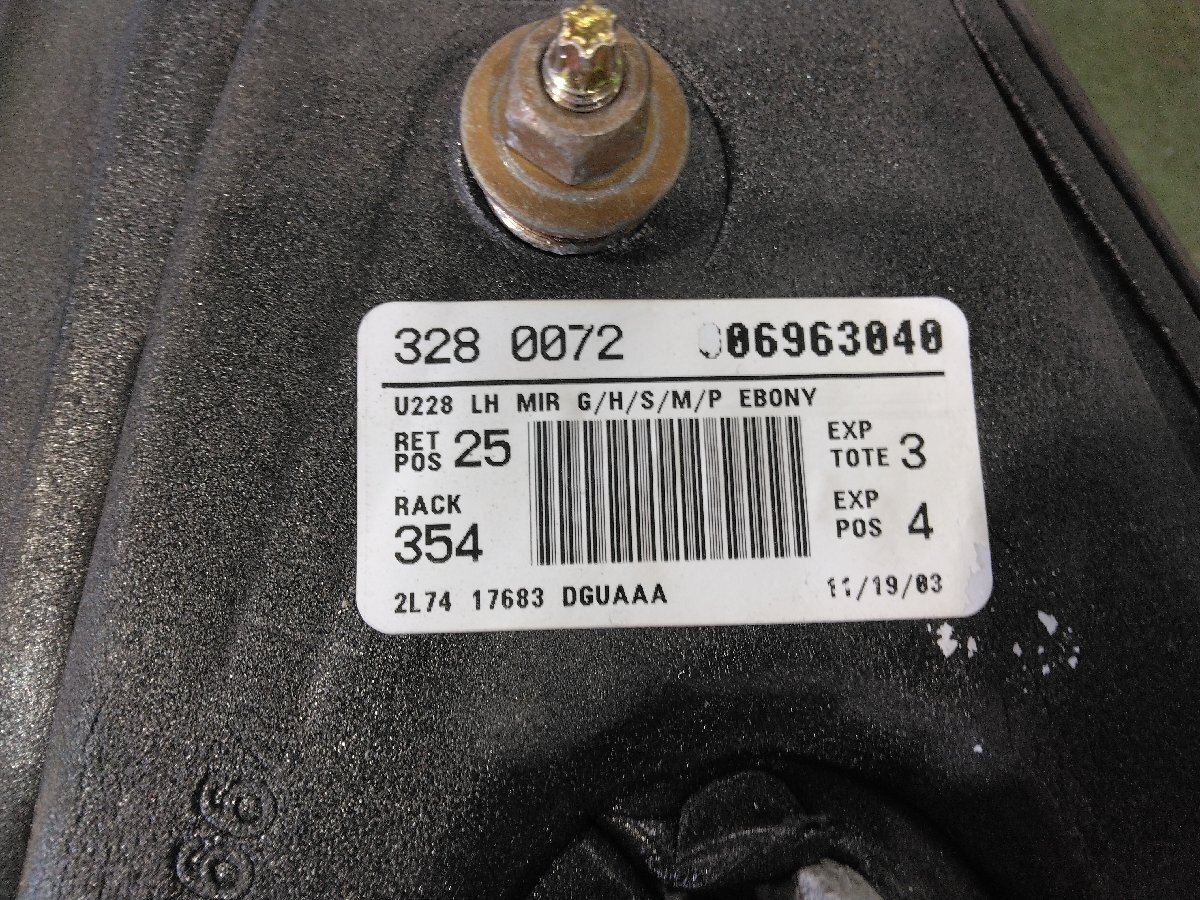 328 0072 006963040
U228 LH MIR G/H/S/M/P EBONY
RET POS 25
EXP TOTE 3
RACK 354
EXP POS 4
2L74 17683 DGUAAA 11/19/03